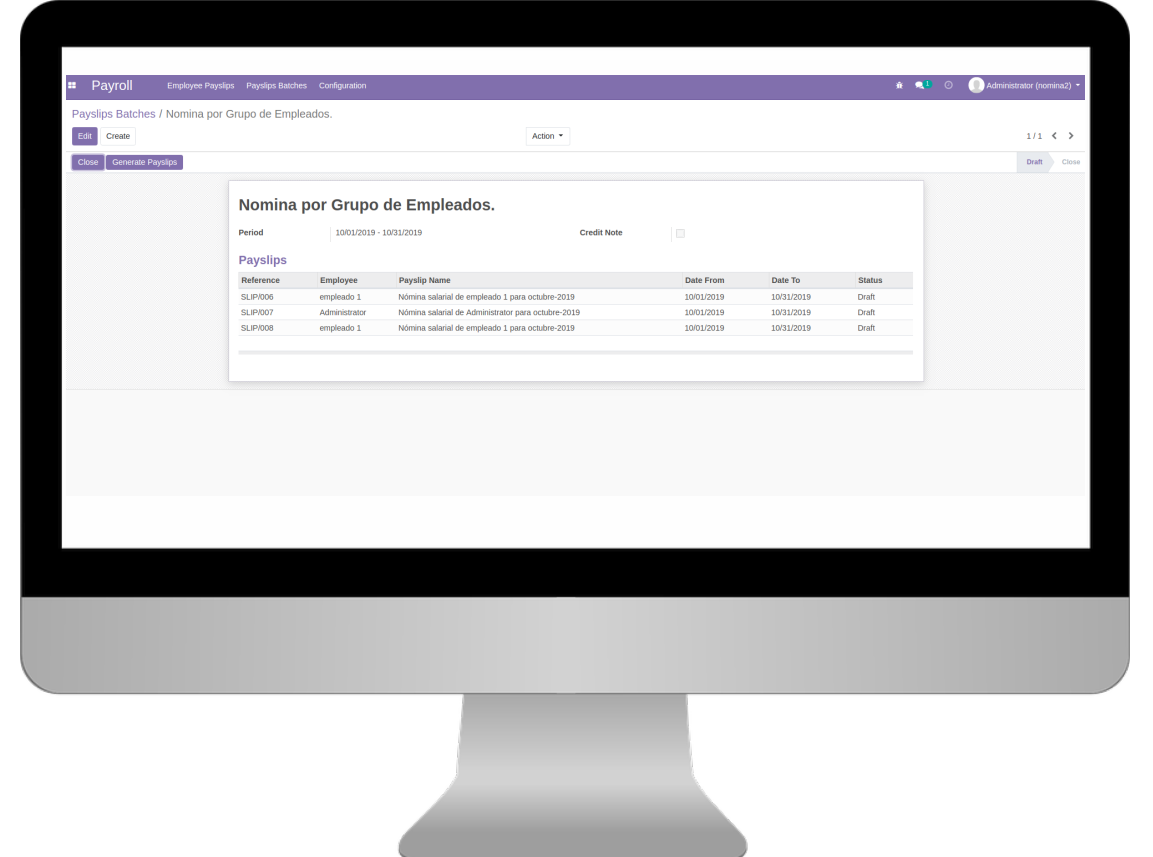 Payroll Employee Payslips Payslips Batches Configuration 1 Administrator (nomina2)
Payslips Batches / Nomina por Grupo de Empleados.
Edit Create Action 1 / 1
Close Generate Payslips Draft Close
Nomina por Grupo de Empleados.
Period 10/01/2019 - 10/31/2019 Credit Note
Payslips
Reference Employee Payslip Name Date From Date To Status
SLIP/006 empleado 1 Nómina salarial de empleado 1 para octubre-2019 10/01/2019 10/31/2019 Draft
SLIP/007 Administrator Nómina salarial de Administrator para octubre-2019 10/01/2019 10/31/2019 Draft
SLIP/008 empleado 1 Nómina salarial de empleado 1 para octubre-2019 10/01/2019 10/31/2019 Draft